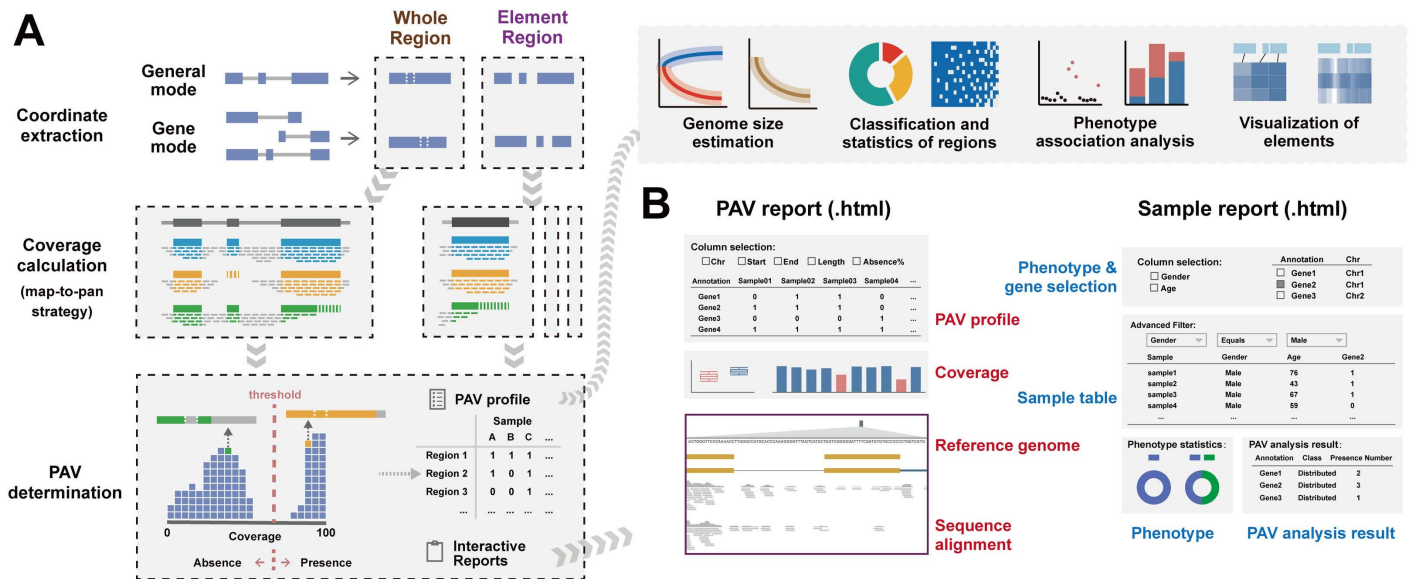 A
Whole
Region
Element
Region
Coordinate
extraction
General
mode
Gene
mode
Coverage
calculation
(map-to-pan
strategy)
PAV
determination
threshold
0
Coverage
100
Absence
Presence
PAV profile
Sample
A B C ...
Region 1 1 1 1 ...
Region 2 1 0 1 ...
Region 3 0 0 1 ...
... ... ... ...
Interactive
Reports
Genome size
estimation
Classification and
statistics of regions
Phenotype
association analysis
Visualization of
elements
B
PAV report (.html)
Column selection:
Chr Start End Length Absence%
Annotation Sample01 Sample02 Sample03 Sample04 ...
Gene1 0 1 1 0 ...
Gene2 1 1 1 1 ...
Gene3 0 0 0 1 ...
Gene4 1 1 1 1 ...
PAV profile
Coverage
Reference genome
Sequence
alignment
Sample report (.html)
Phenotype &
gene selection
Column selection:
Gender
Age
Annotation Chr
Gene1 Chr1
Gene2 Chr1
Gene3 Chr2
Sample table
Advanced Filter:
Gender Equals Male
Sample Gender Age Gene2
sample1 Male 76 1
sample2 Male 43 1
sample3 Male 67 1
sample4 Male 59 0
... ... ... ...
Phenotype statistics:
Phenotype
PAV analysis result:
Annotation Class Presence Number
Gene1 Distributed 2
Gene2 Distributed 3
Gene3 Distributed 1
PAV analysis result